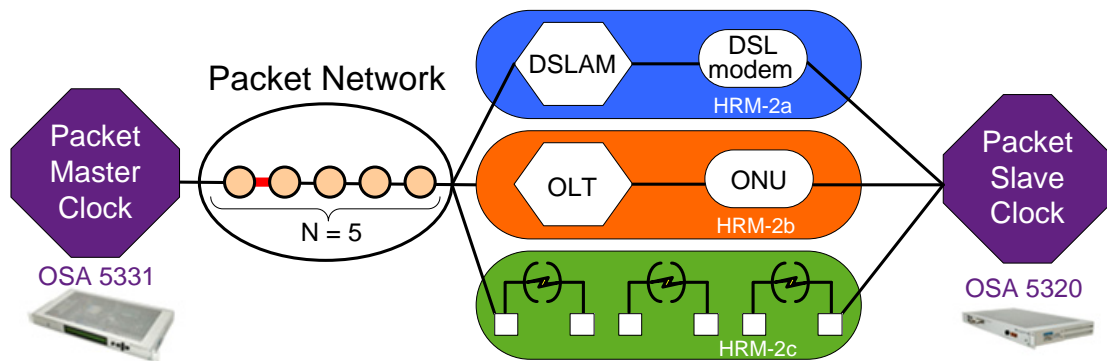 Packet
Master
Clock
OSA 5331
Packet Network
N = 5
DSLAM
DSL
modem
HRM-2a
OLT
ONU
HRM-2b
HRM-2c
Packet
Slave
Clock
OSA 5320